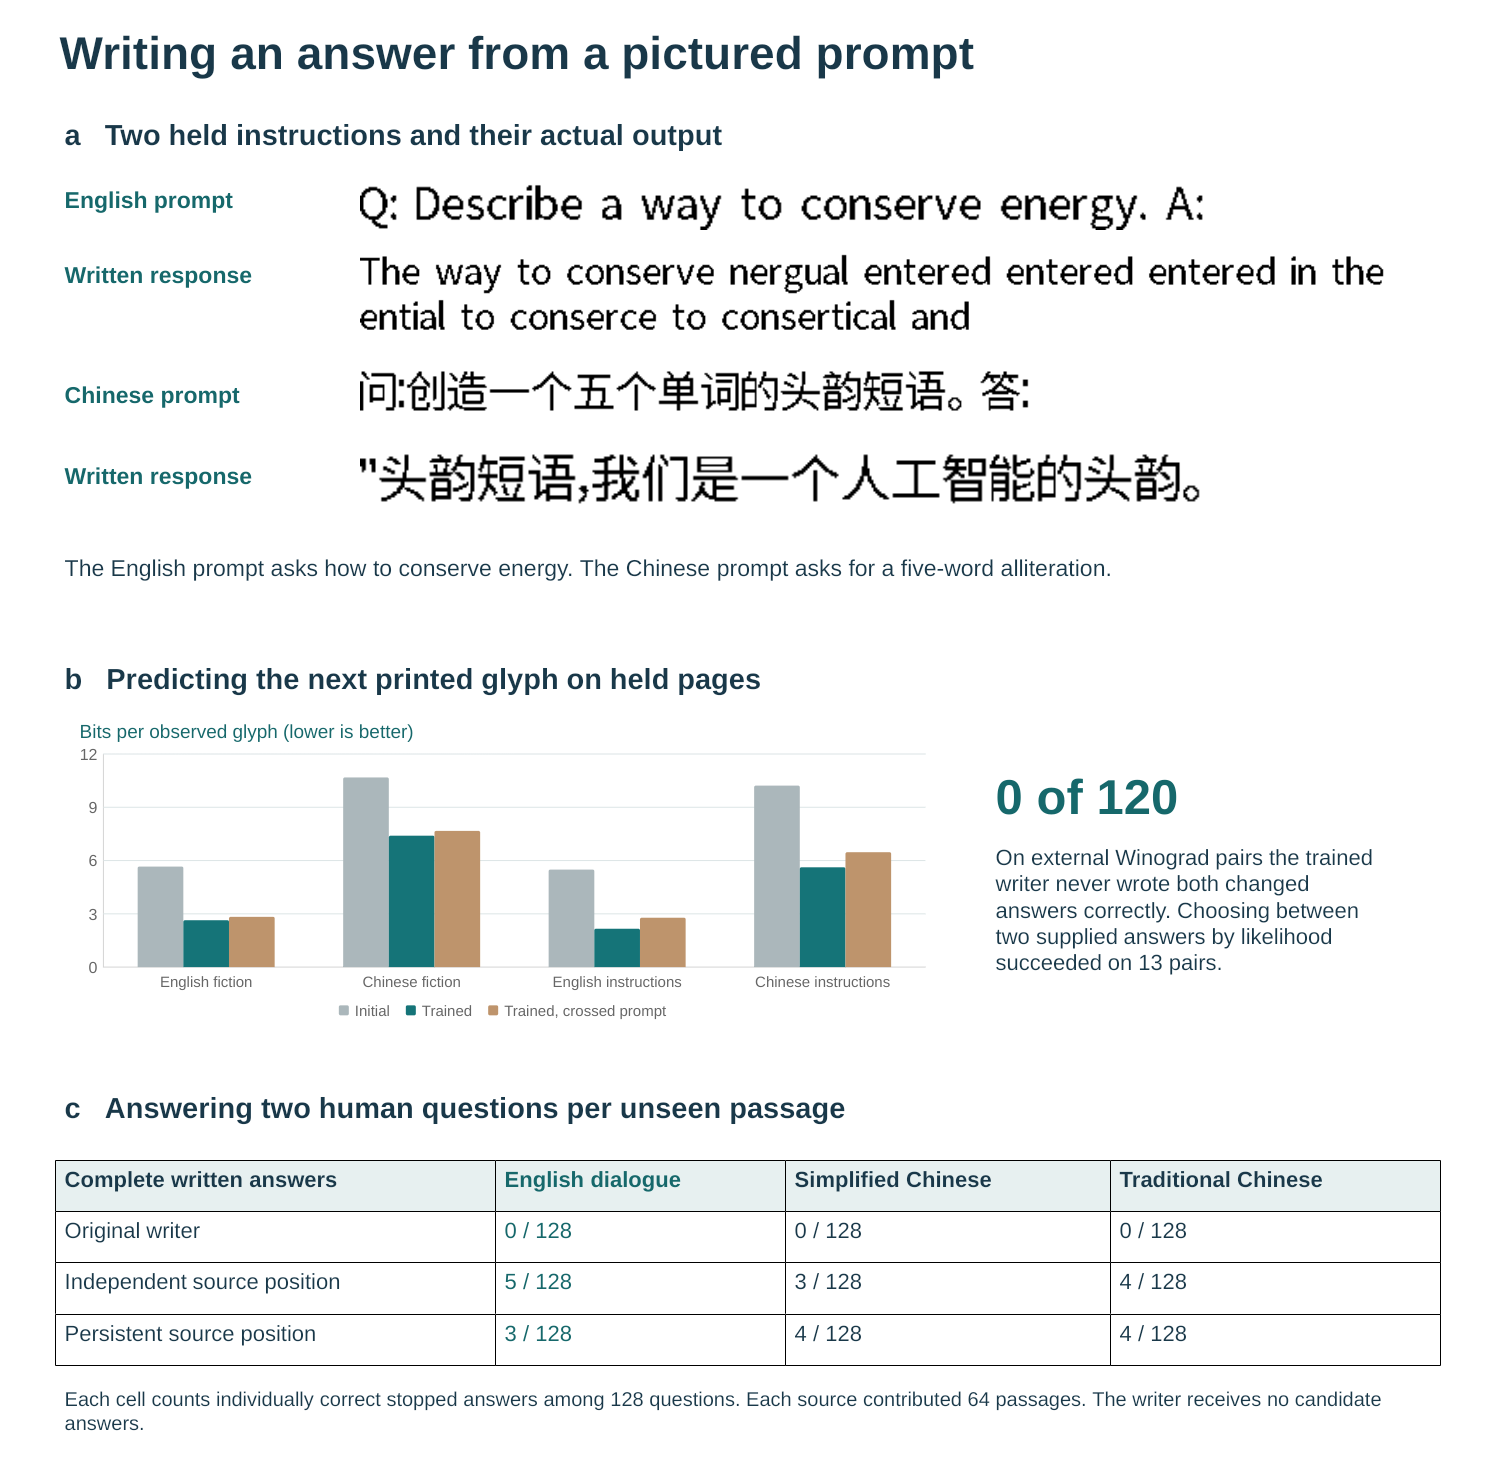 Writing an answer from a pictured prompt
a Two held instructions and their actual output
English prompt
Q: Describe a way to conserve energy. A:
Written response
The way to conserve nergual entered entered entered in the
ential to conserce to consertical and
Chinese prompt
问:创造一个五个单词的头韵短语。答:
Written response
"头韵短语,我们是一个人工智能的头韵。
The English prompt asks how to conserve energy. The Chinese prompt asks for a five-word alliteration.
b Predicting the next printed glyph on held pages
Bits per observed glyph (lower is better)
12
9
6
3
0
English fiction
Chinese fiction
English instructions
Chinese instructions
Initial
Trained
Trained, crossed prompt
0 of 120
On external Winograd pairs the trained
writer never wrote both changed
answers correctly. Choosing between
two supplied answers by likelihood
succeeded on 13 pairs.
c Answering two human questions per unseen passage
Complete written answers English dialogue Simplified Chinese Traditional Chinese
Original writer 0 / 128 0 / 128 0 / 128
Independent source position 5 / 128 3 / 128 4 / 128
Persistent source position 3 / 128 4 / 128 4 / 128
Each cell counts individually correct stopped answers among 128 questions. Each source contributed 64 passages. The writer receives no candidate
answers.